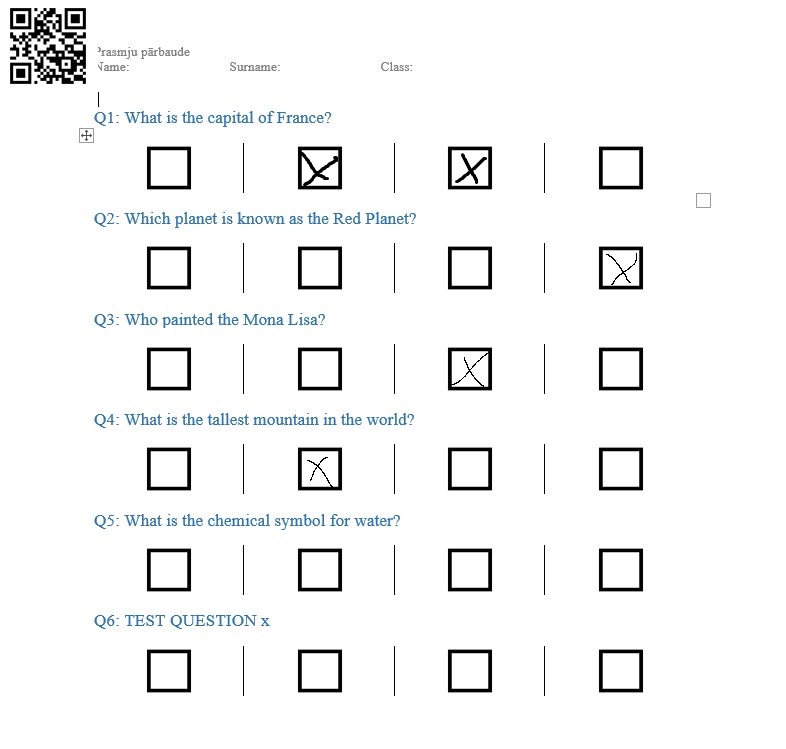 Prasmju pārbaude
Name: Surname: Class:
Q1: What is the capital of France?
Q2: Which planet is known as the Red Planet?
Q3: Who painted the Mona Lisa?
Q4: What is the tallest mountain in the world?
Q5: What is the chemical symbol for water?
Q6: TEST QUESTION x